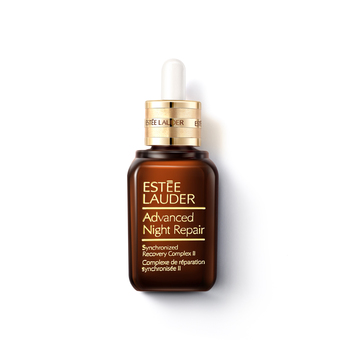 ESTĒE LAUDER
ESTĒE
LAUDER
Advanced
Night Repair
Synchronized
Recovery Complex II
Complexe de réparation
synchronisée II